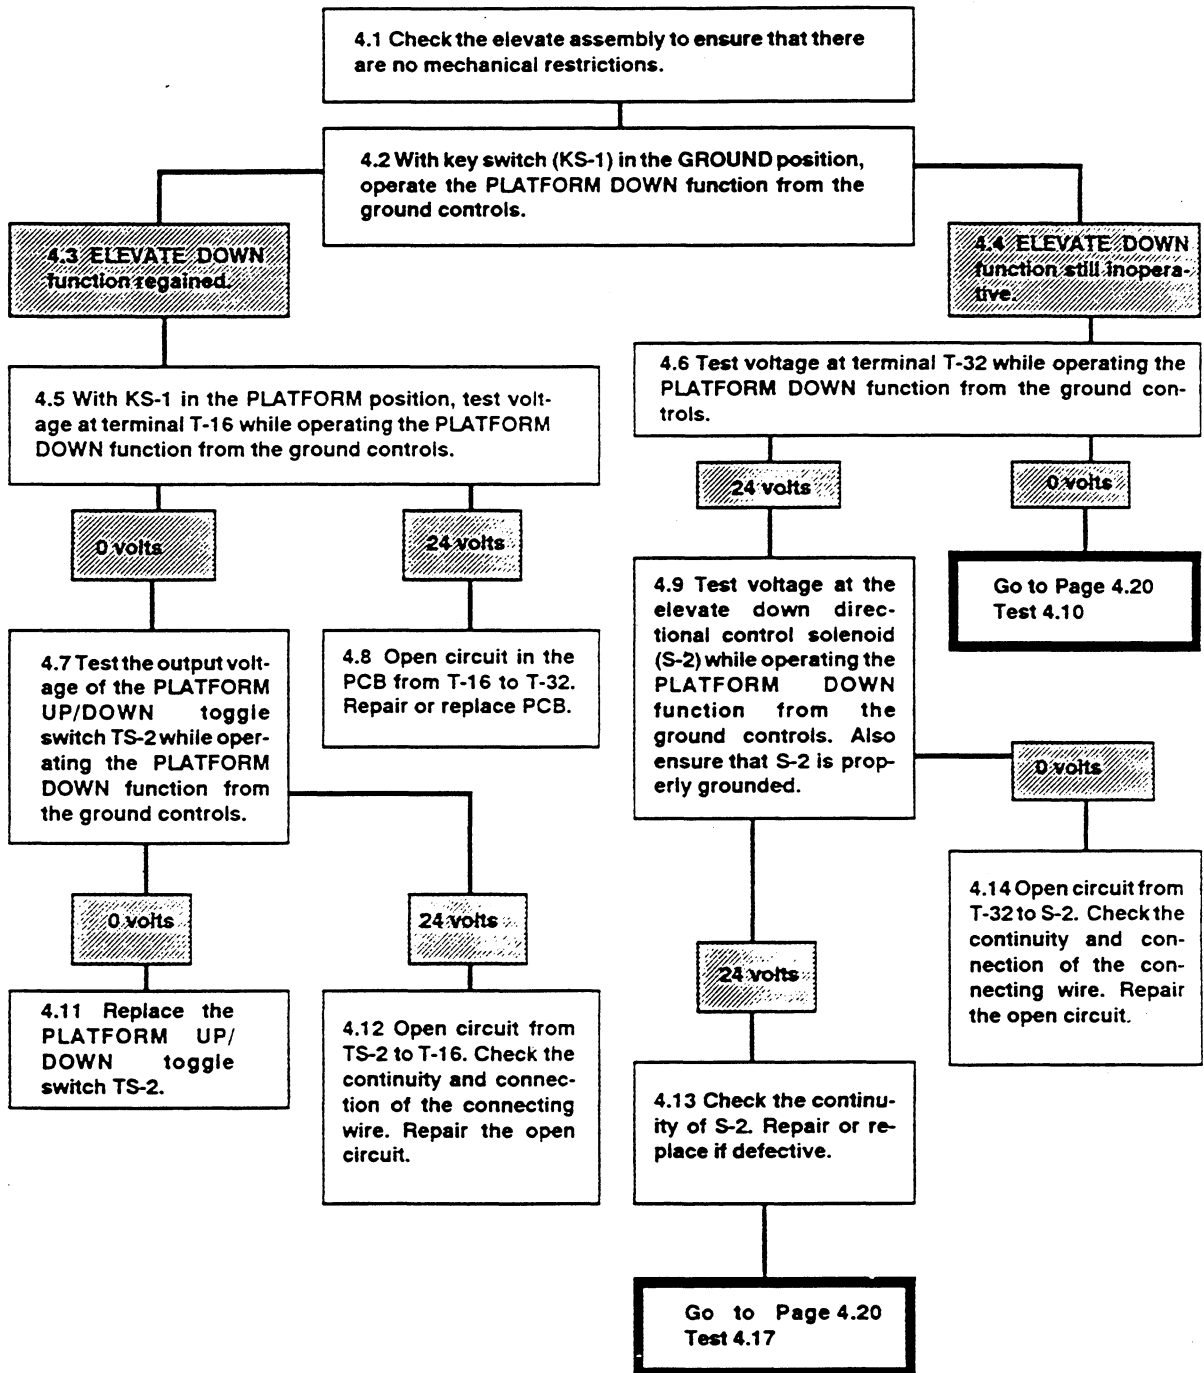 4.1 Check the elevate assembly to ensure that there
are no mechanical restrictions.
4.2 With key switch (KS-1) in the GROUND position,
operate the PLATFORM DOWN function from the
ground controls.
4.3 ELEVATE DOWN
function regained.
4.4 ELEVATE DOWN
function still inopera-
tive.
4.5 With KS-1 in the PLATFORM position, test volt-
age at terminal T-16 while operating the PLATFORM
DOWN function from the ground controls.
4.6 Test voltage at terminal T-32 while operating the
PLATFORM DOWN function from the ground con-
trols.
0 volts
24 volts
24 volts
0 volts
4.7 Test the output volt-
age of the PLATFORM
UP/DOWN toggle
switch TS-2 while oper-
ating the PLATFORM
DOWN function from
the ground controls.
4.8 Open circuit in the
PCB from T-16 to T-32.
Repair or replace PCB.
4.9 Test voltage at the
elevate down direc-
tional control solenoid
(S-2) while operating the
PLATFORM DOWN
function from the
ground controls. Also
ensure that S-2 is prop-
erly grounded.
Go to Page 4.20
Test 4.10
0 volts
24 volts
24 volts
0 volts
4.11 Replace the
PLATFORM UP/
DOWN toggle
switch TS-2.
4.12 Open circuit from
TS-2 to T-16. Check the
continuity and connec-
tion of the connecting
wire. Repair the open
circuit.
4.13 Check the continu-
ity of S-2. Repair or re-
place if defective.
4.14 Open circuit from
T-32 to S-2. Check the
continuity and con-
nection of the con-
necting wire. Repair
the open circuit.
Go to Page 4.20
Test 4.17